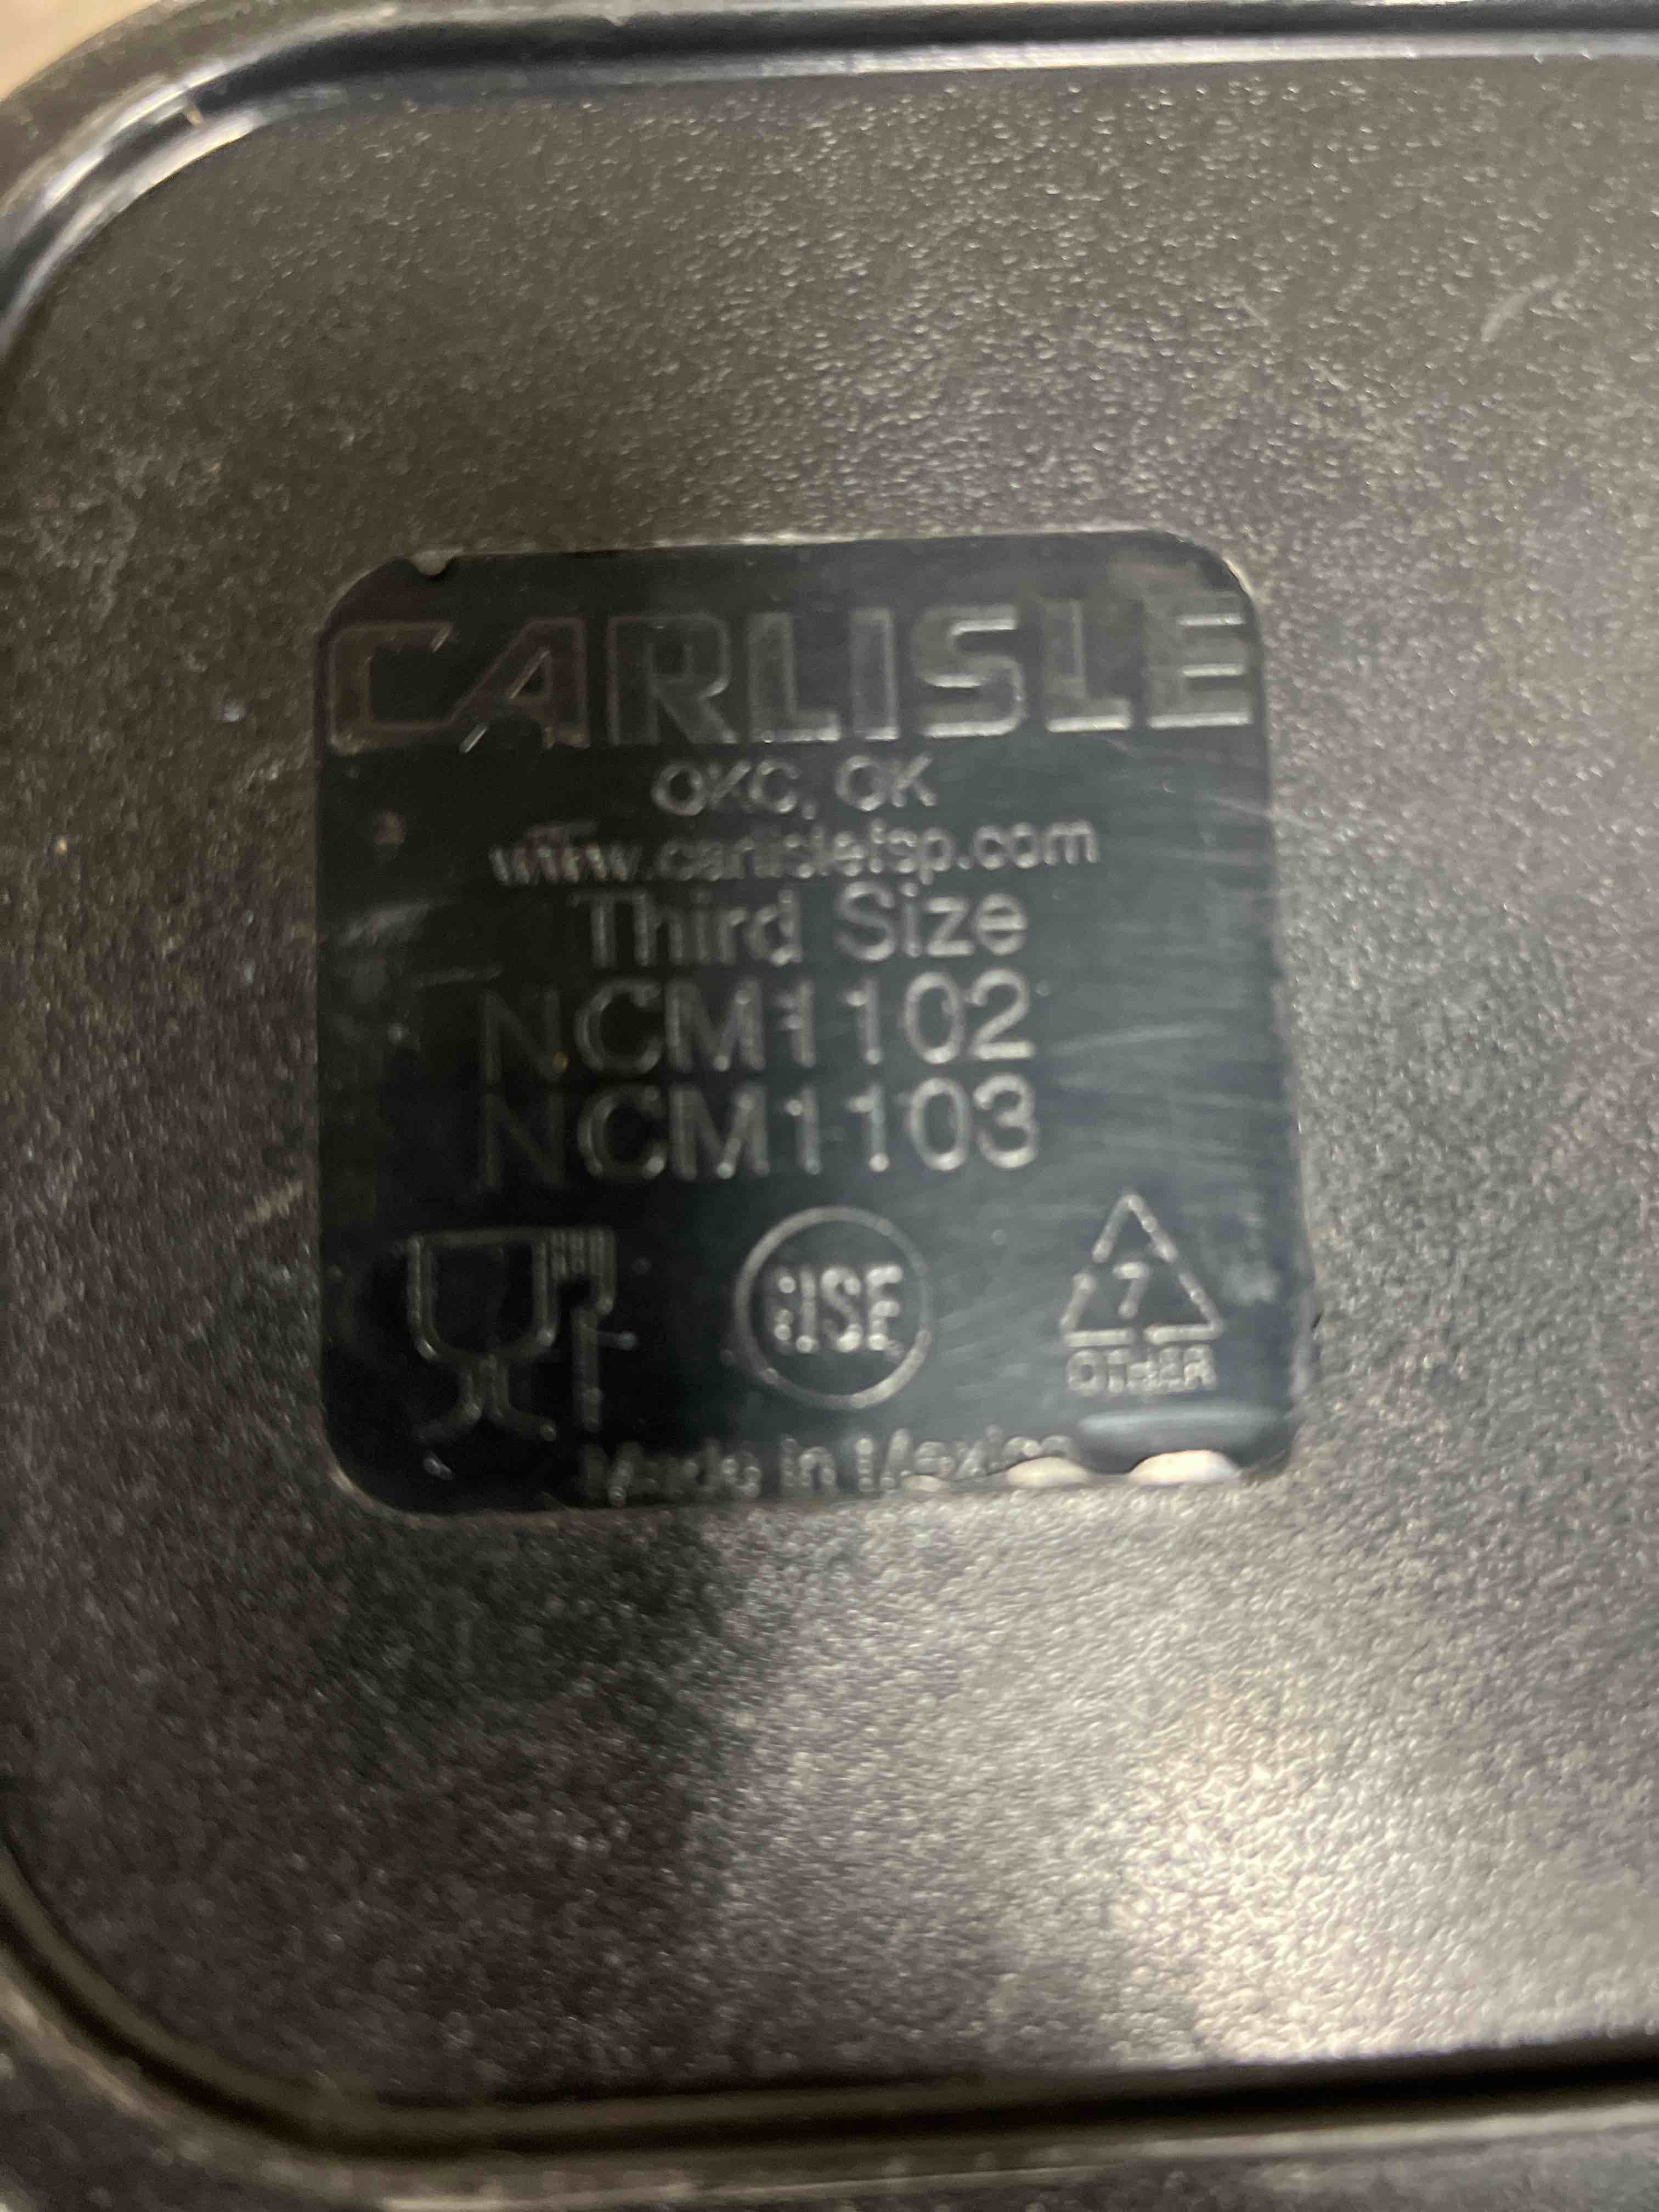 CARLISLE
OKC, OK
www.carlislefsp.com
Third Size
NCM1102
NCM1103
NSF
7
OTHER
Made in Mexico